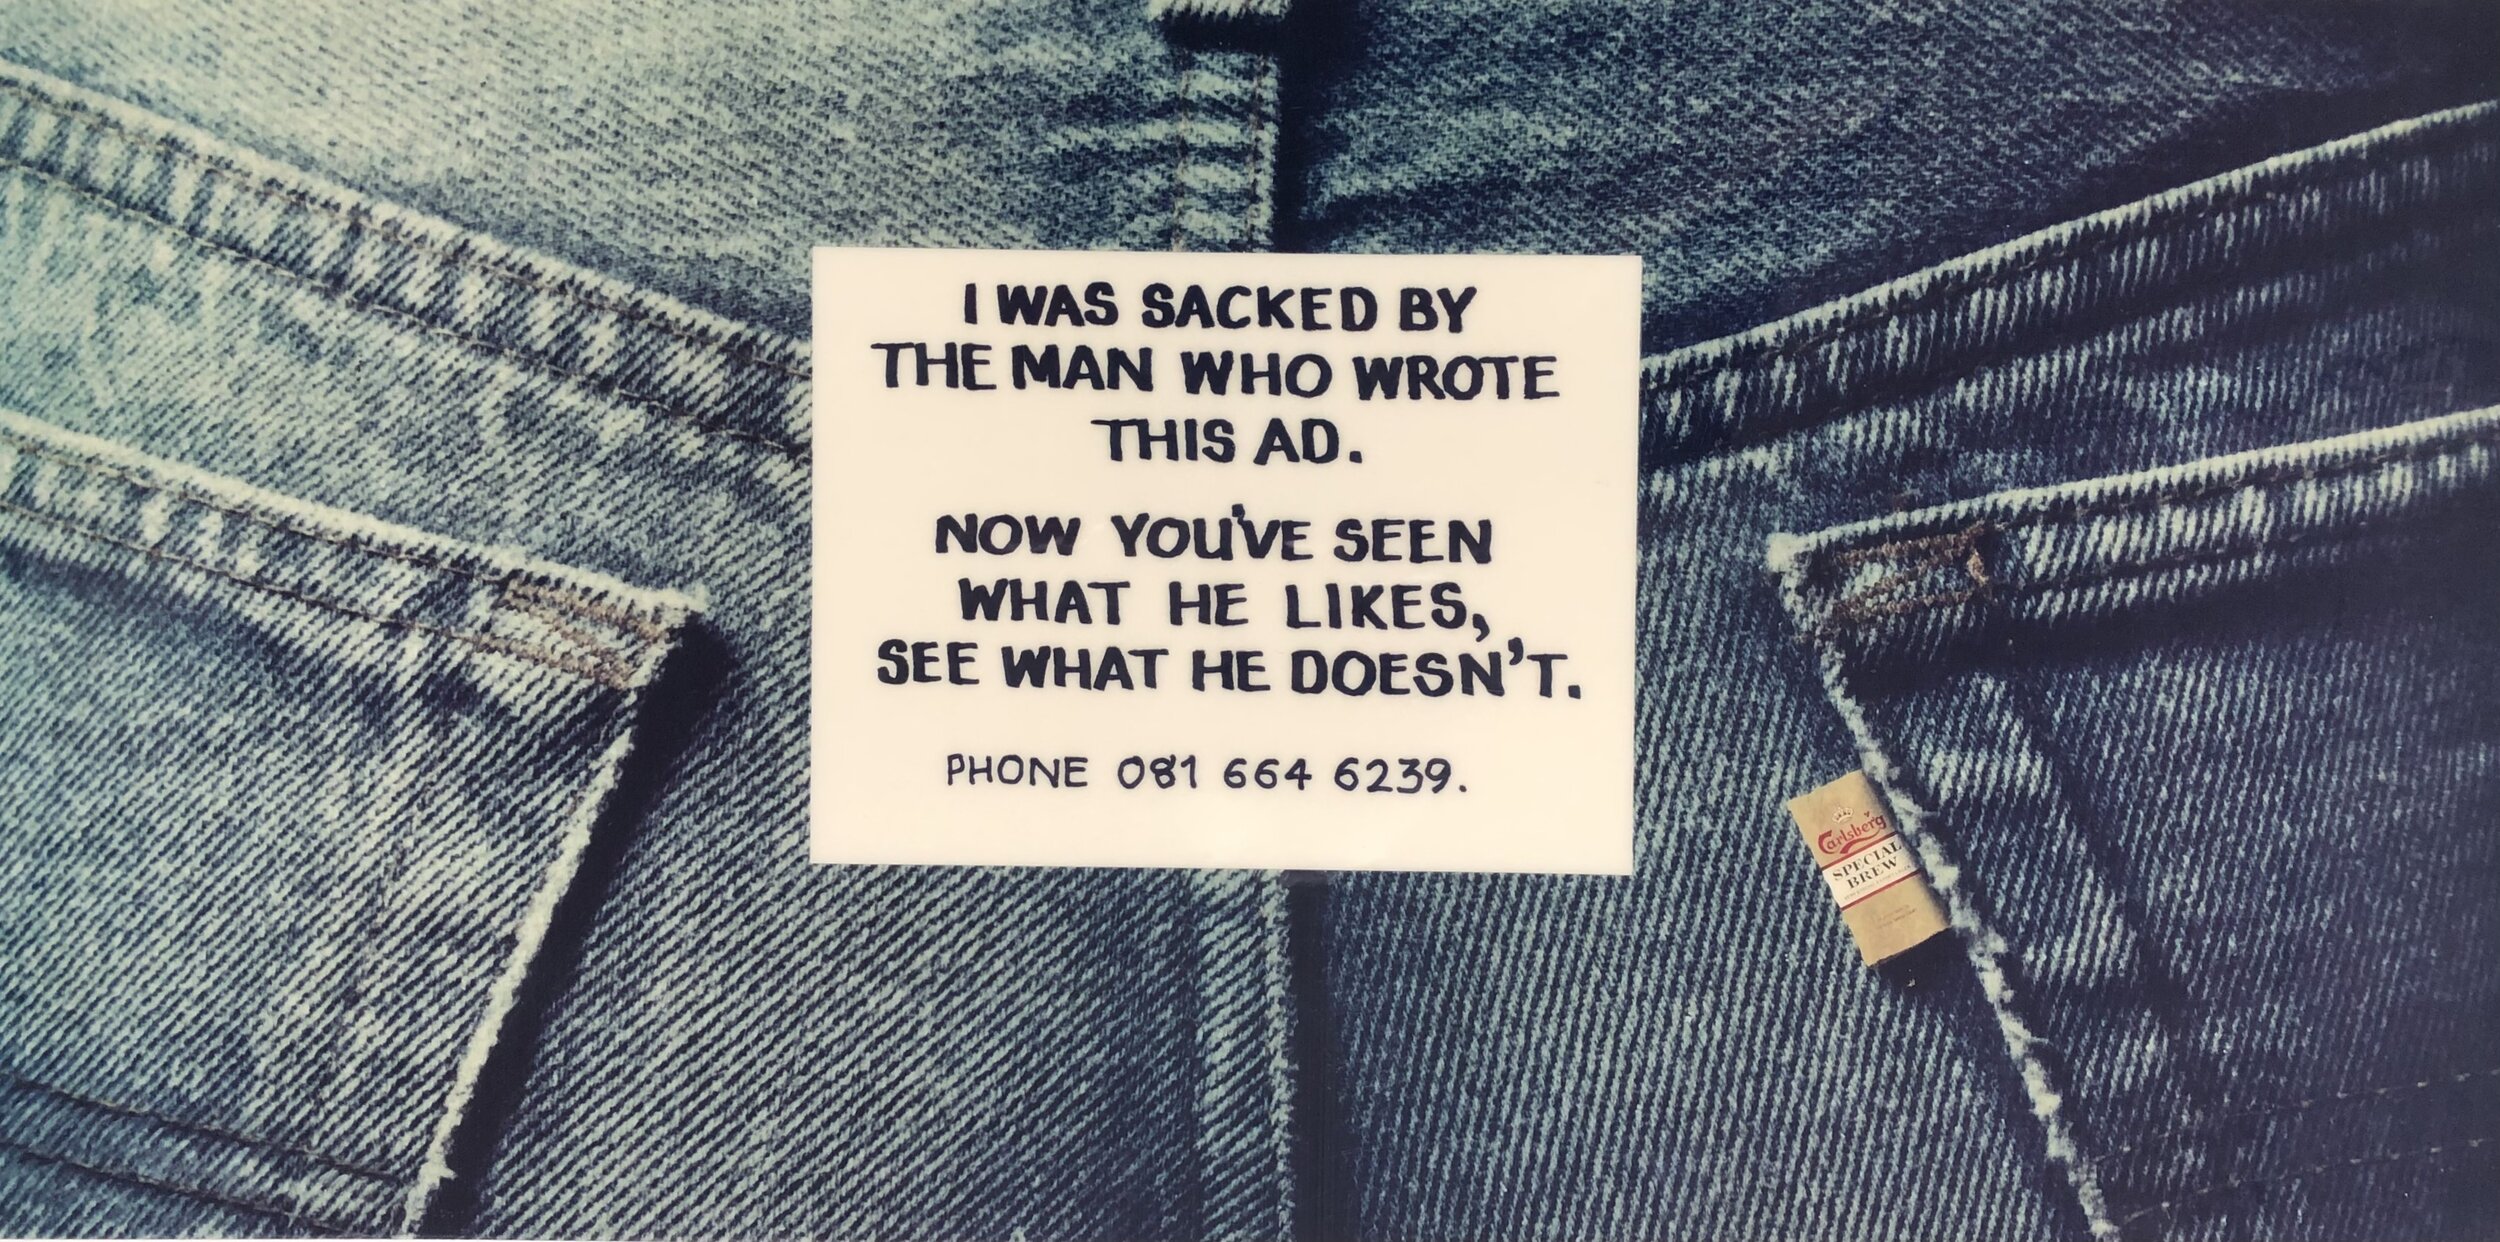 I WAS SACKED BY
THE MAN WHO WROTE
THIS AD.
NOW YOU'VE SEEN
WHAT HE LIKES,
SEE WHAT HE DOESN'T.
PHONE 081 664 6239.
Carlsberg
SPECIAL
BREW